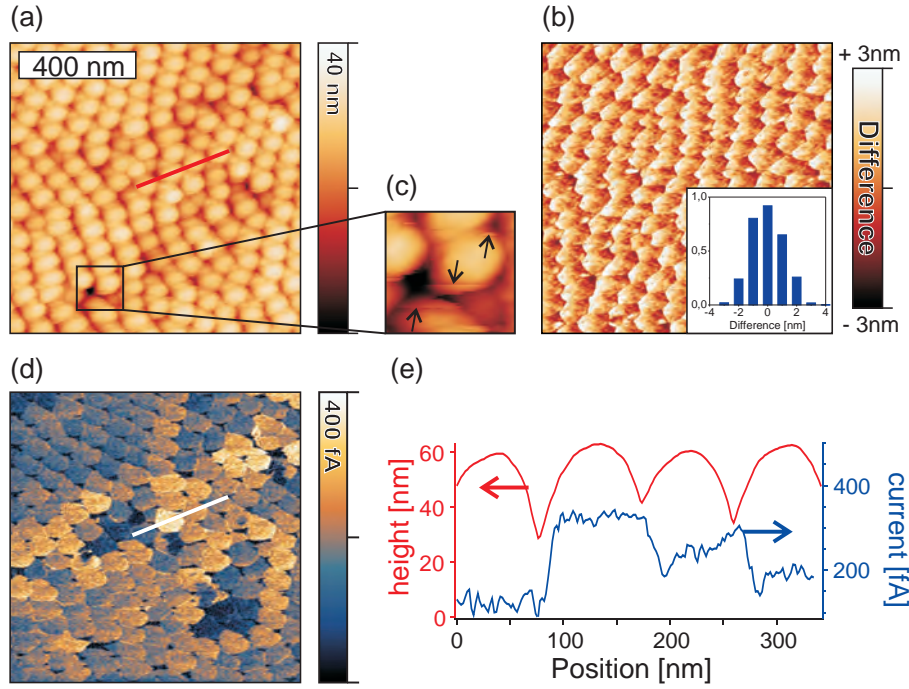 (a)
400 nm
40 nm
(b)
+ 3nm
Difference
- 3nm
1,0
0,5
0,0
-4 -2 0 2 4
Difference [nm]
(c)
(d)
400 fA
(e)
60
40
20
0
height [nm]
400
200
current [fA]
0 100 200 300
Position [nm]